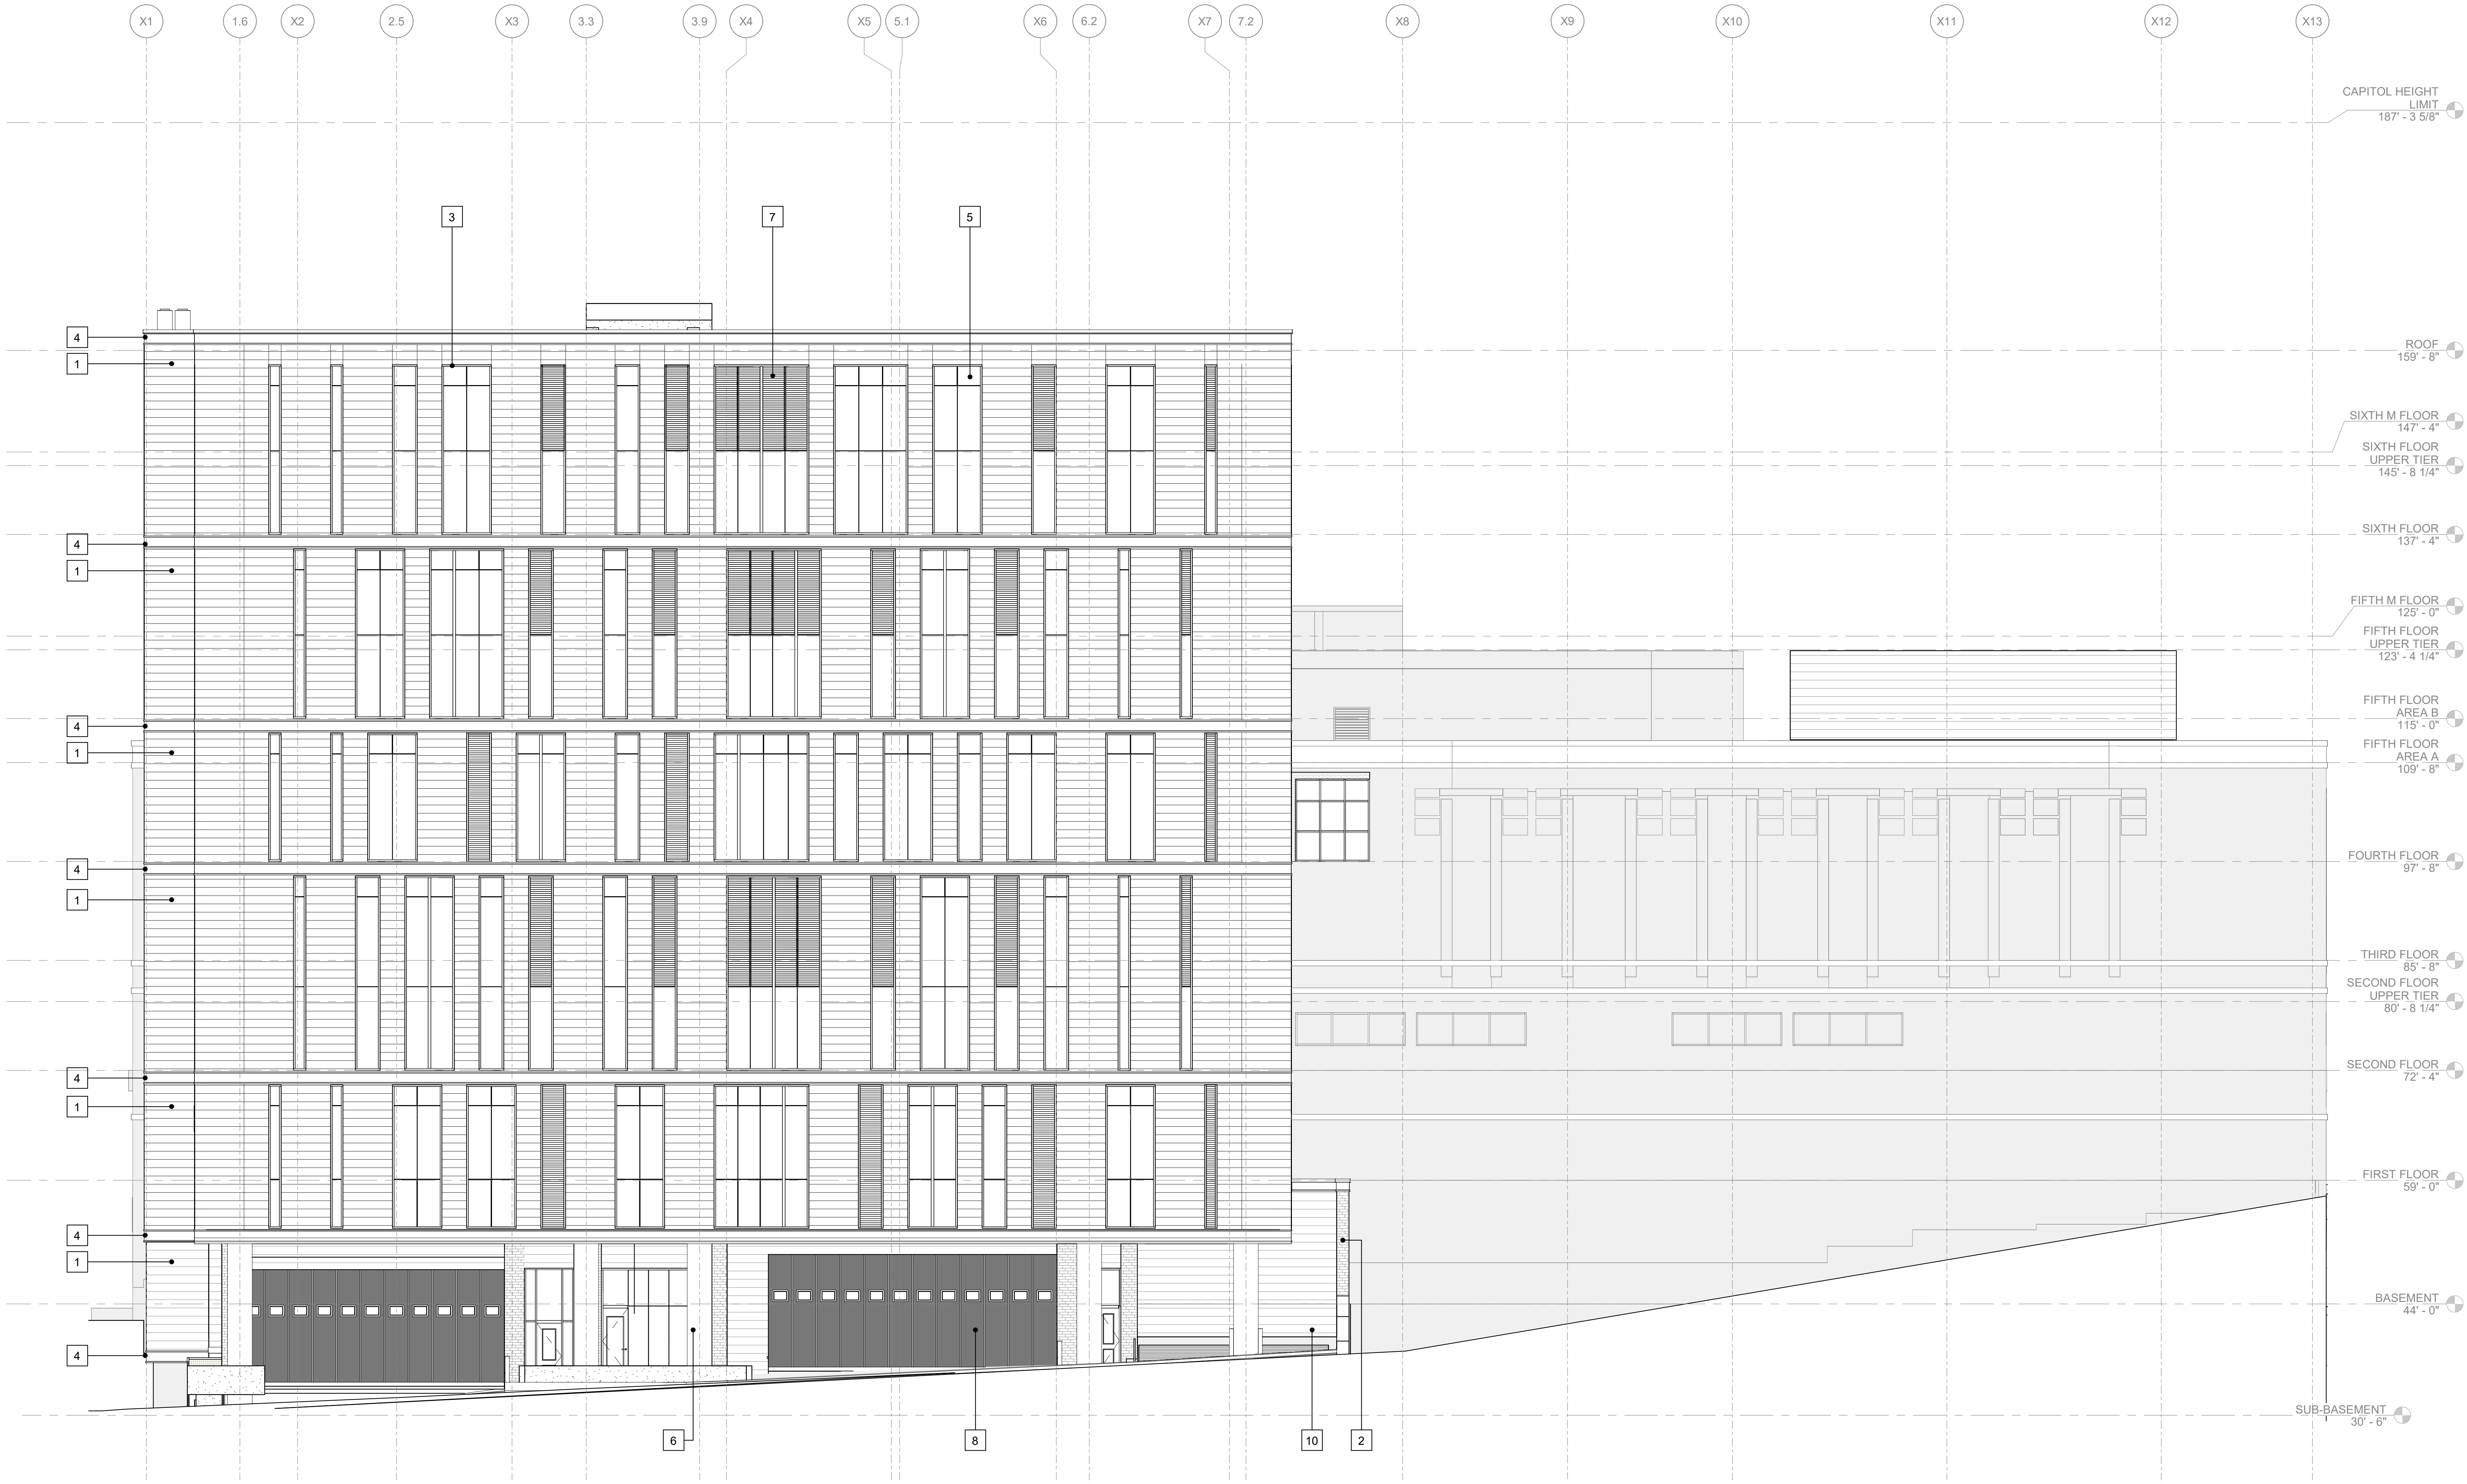 X1 1.6 X2 2.5 X3 3.3 3.9 X4 X5 5.1 X6 6.2 X7 7.2 X8 X9 X10 X11 X12 X13
CAPITOL HEIGHT
LIMIT
187' - 3 5/8"
3 7 5
4
1
ROOF
159' - 8"
SIXTH M FLOOR
147' - 4"
SIXTH FLOOR
UPPER TIER
145' - 8 1/4"
SIXTH FLOOR
137' - 4"
4
1
FIFTH M FLOOR
125' - 0"
FIFTH FLOOR
UPPER TIER
123' - 4 1/4"
FIFTH FLOOR
AREA B
115' - 0"
4
1
FIFTH FLOOR
AREA A
109' - 8"
FOURTH FLOOR
97' - 8"
4
1
THIRD FLOOR
85' - 8"
SECOND FLOOR
UPPER TIER
80' - 8 1/4"
SECOND FLOOR
72' - 4"
4
1
FIRST FLOOR
59' - 0"
4
1
BASEMENT
44' - 0"
4
SUB-BASEMENT
30' - 6"
6 8 10 2